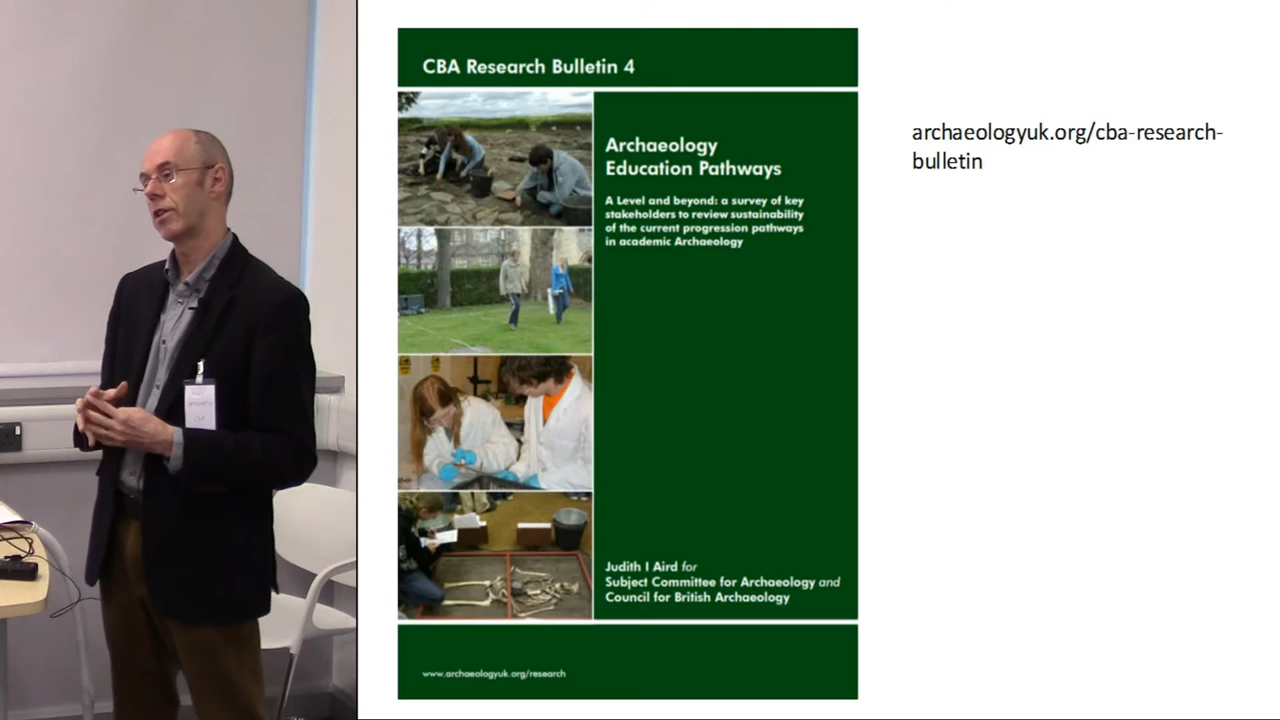 CBA Research Bulletin 4
Archaeology
Education Pathways
A Level and beyond: a survey of key
stakeholders to review sustainability
of the current progression pathways
in academic Archaeology
Judith I Aird for
Subject Committee for Archaeology and
Council for British Archaeology
www.archaeologyuk.org/research
archaeologyuk.org/cba-research-
bulletin